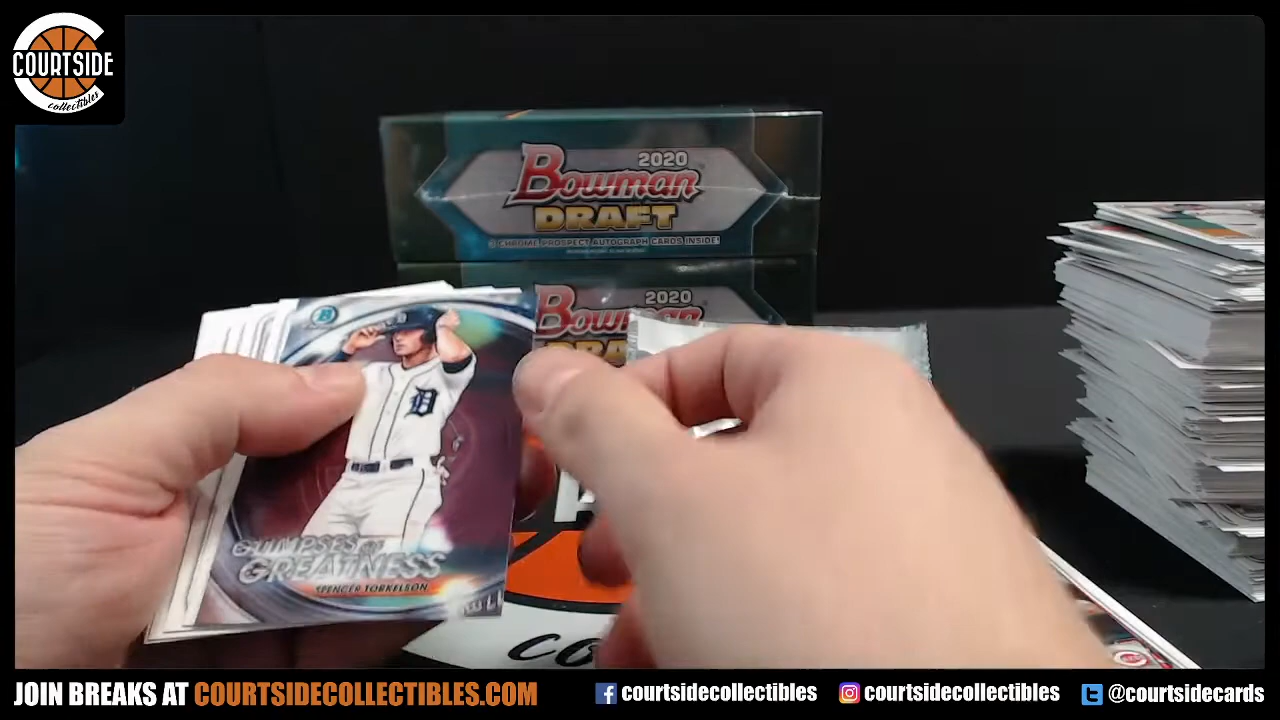 COURTSIDE
collectibles
2020
Bowman
DRAFT
3 CHROME PROSPECT AUTOGRAPH CARDS INSIDE!
2020
D
GLIMPSES OF
GREATNESS
SPENCER TORKELSON
JOIN BREAKS AT COURTSIDECOLLECTIBLES.COM
courtsidecollectibles
courtsidecollectibles
@courtsidecards